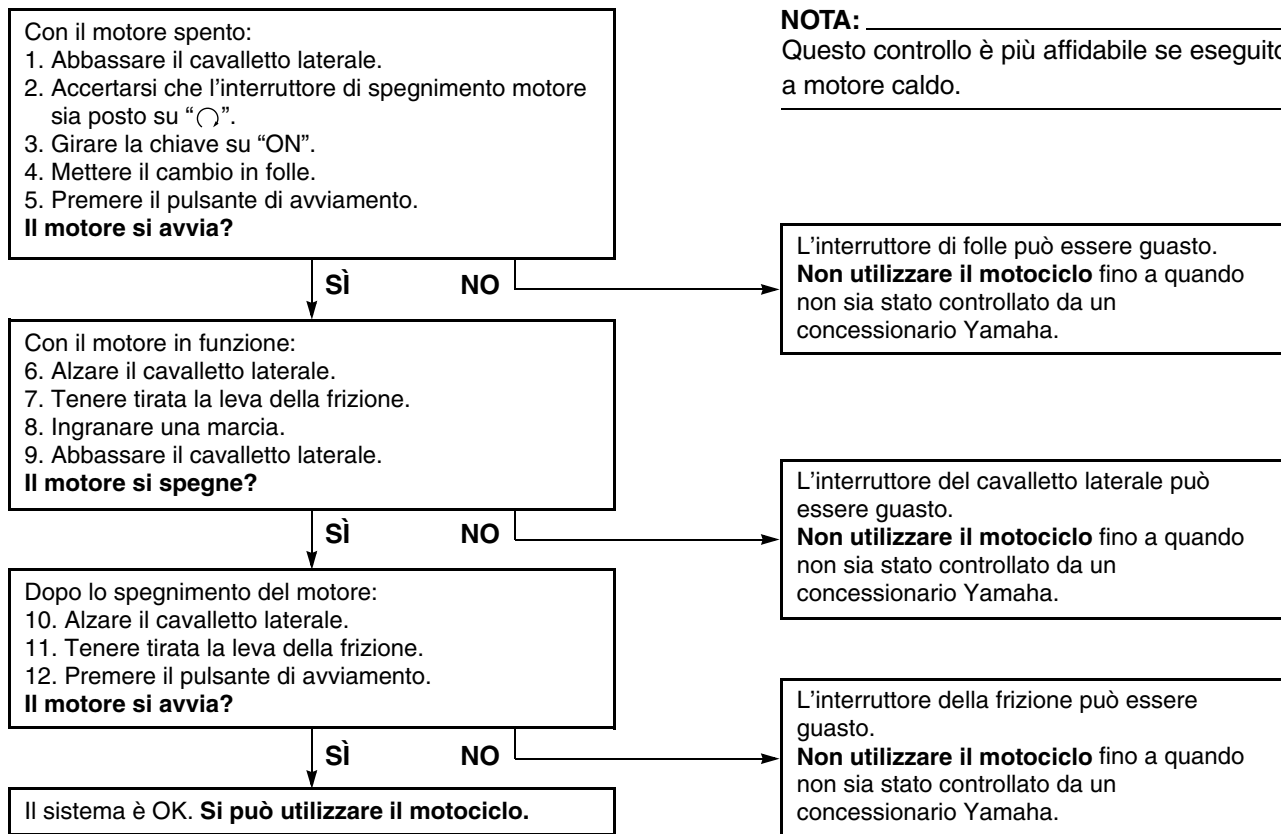 Con il motore spento:
1. Abbassare il cavalletto laterale.
2. Accertarsi che l’interruttore di spegnimento motore
sia posto su “”.
3. Girare la chiave su “ON”.
4. Mettere il cambio in folle.
5. Premere il pulsante di avviamento.
Il motore si avvia?
NOTA:
Questo controllo è più affidabile se eseguito
a motore caldo.
SÌ NO
L’interruttore di folle può essere guasto.
Non utilizzare il motociclo fino a quando
non sia stato controllato da un
concessionario Yamaha.
Con il motore in funzione:
6. Alzare il cavalletto laterale.
7. Tenere tirata la leva della frizione.
8. Ingranare una marcia.
9. Abbassare il cavalletto laterale.
Il motore si spegne?
SÌ NO
L’interruttore del cavalletto laterale può
essere guasto.
Non utilizzare il motociclo fino a quando
non sia stato controllato da un
concessionario Yamaha.
Dopo lo spegnimento del motore:
10. Alzare il cavalletto laterale.
11. Tenere tirata la leva della frizione.
12. Premere il pulsante di avviamento.
Il motore si avvia?
SÌ NO
L’interruttore della frizione può essere
guasto.
Non utilizzare il motociclo fino a quando
non sia stato controllato da un
concessionario Yamaha.
Il sistema è OK. Si può utilizzare il motociclo.